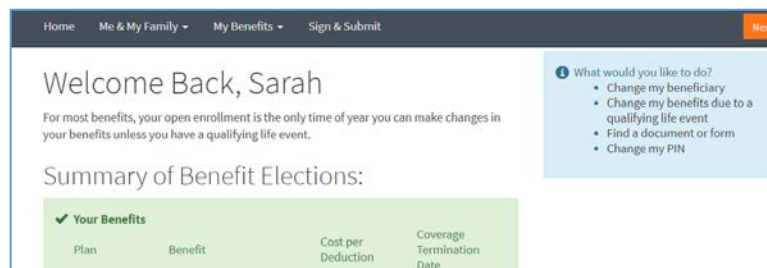 Home Me & My Family My Benefits Sign & Submit
Welcome Back, Sarah
For most benefits, your open enrollment is the only time of year you can make changes in
your benefits unless you have a qualifying life event.
Summary of Benefit Elections:
✔ Your Benefits
Plan Benefit Cost per Deduction Coverage Termination Date
What would you like to do?
• Change my beneficiary
• Change my benefits due to a
qualifying life event
• Find a document or form
• Change my PIN